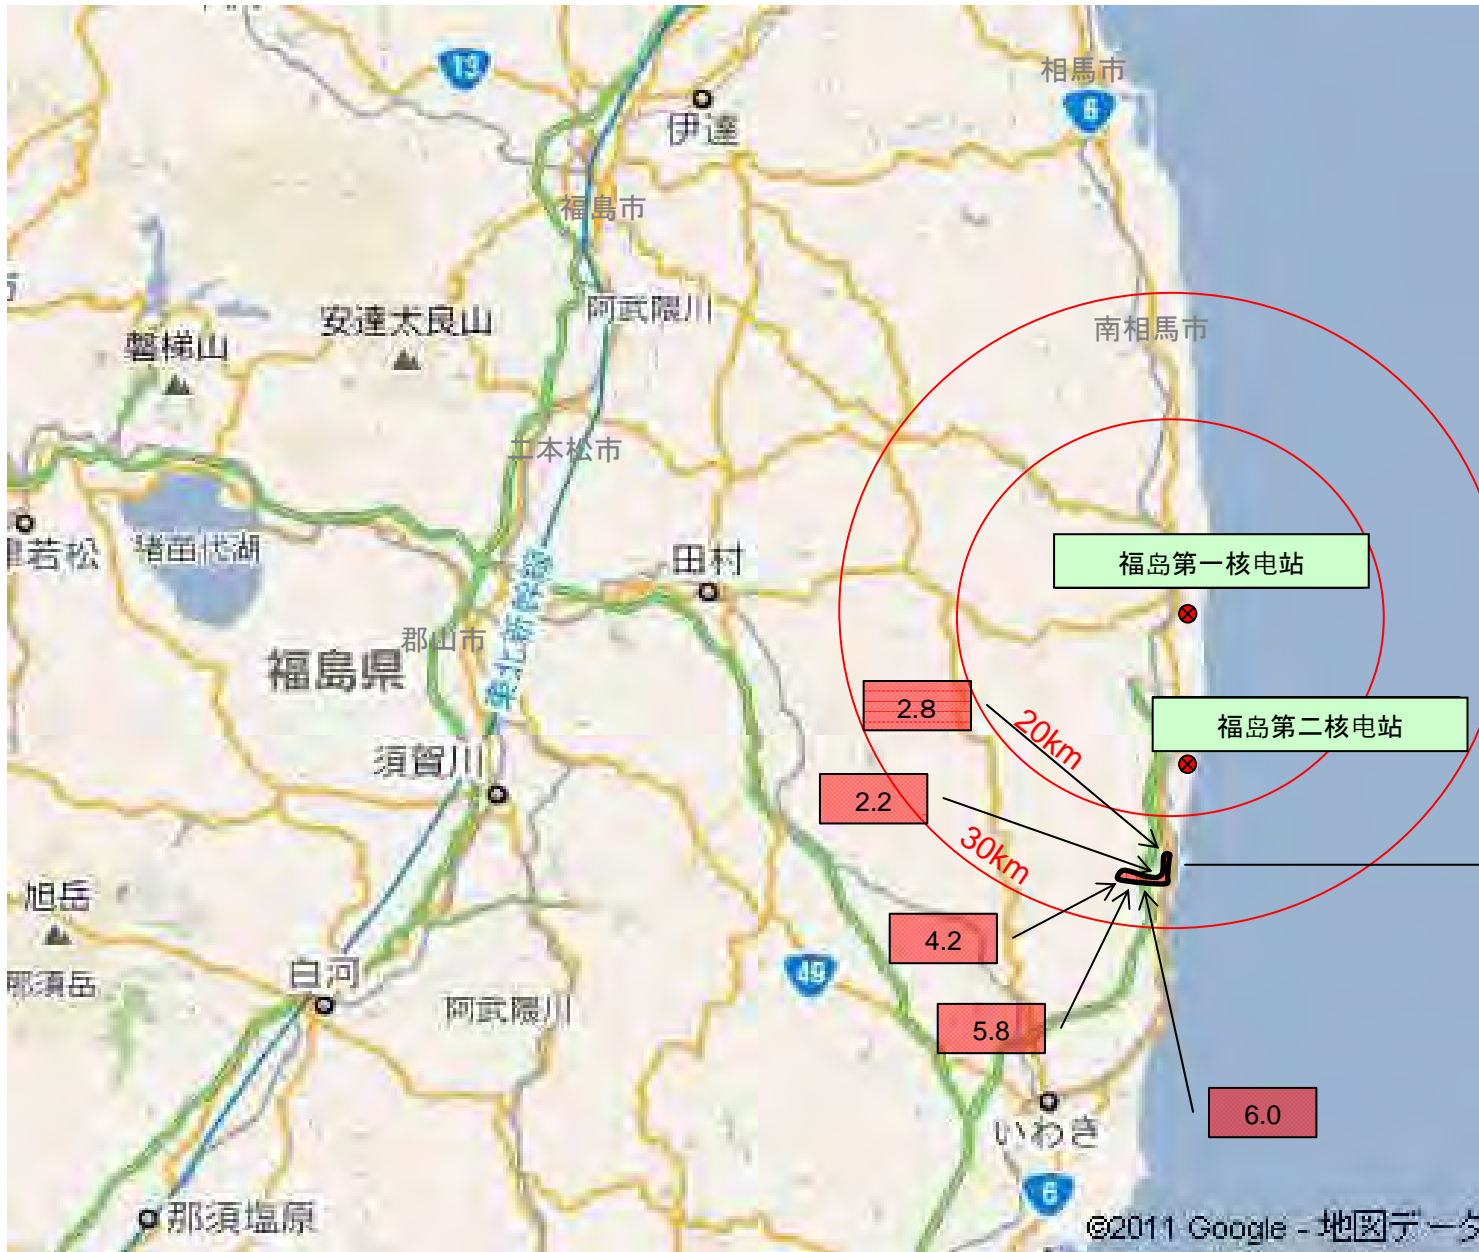 13
相馬市
6
伊達
福島市
阿武隈川
安達太良山
南相馬市
磐梯山
二本松市
若松
猪苗代湖
東北新幹線
田村
福岛第一核电站
郡山市
福島県
2.8
20km
福岛第二核电站
須賀川
2.2
30km
旭岳
4.2
白河
49
那須岳
阿武隈川
5.8
6.0
いわき
6
那須塩原
©2011 Google - 地図データ